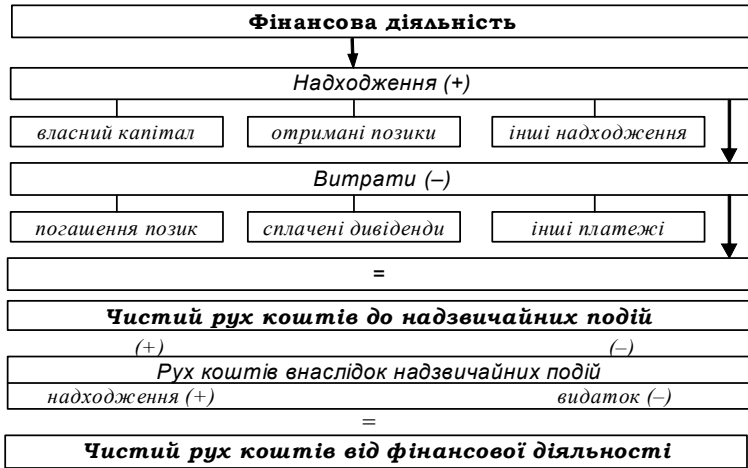 Фінансова діяльність
Надходження (+)
власний капітал отримані позики інші надходження
Витрати (–)
погашення позик сплачені дивіденди інші платежі
=
Чистий рух коштів до надзвичайних подій
(+) (–)
Рух коштів внаслідок надзвичайних подій
надходження (+) видаток (–)
=
Чистий рух коштів від фінансової діяльності